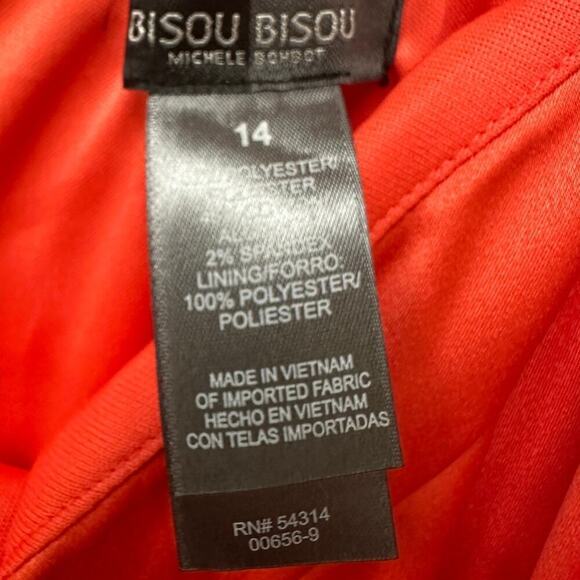 BISOU BISOU
MICHELE BOHBOT
14
POLYESTER/
2% SPANDEX
LINING/FORRO:
100% POLYESTER/
POLIESTER
MADE IN VIETNAM
OF IMPORTED FABRIC
HECHO EN VIETNAM
CON TELAS IMPORTADAS
RN# 54314
00656-9